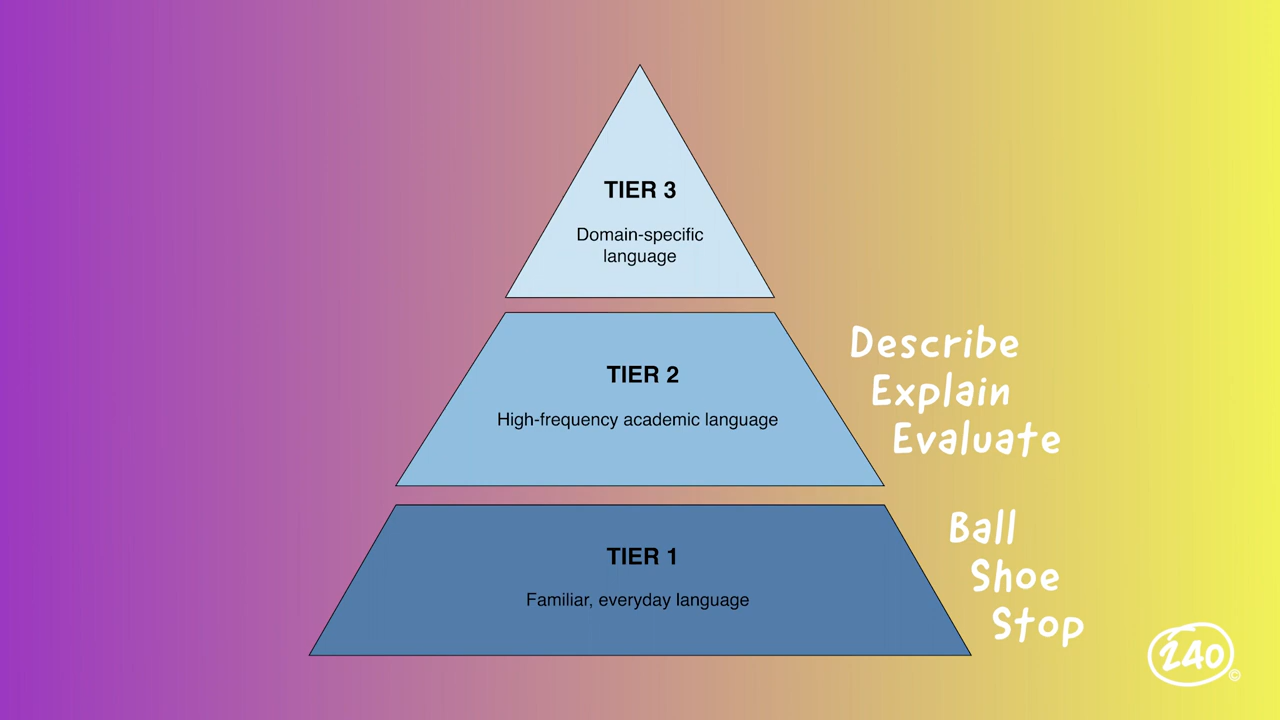 TIER 3
Domain-specific
language
TIER 2
High-frequency academic language
Describe
Explain
Evaluate
TIER 1
Familiar, everyday language
Ball
Shoe
Stop
240
©